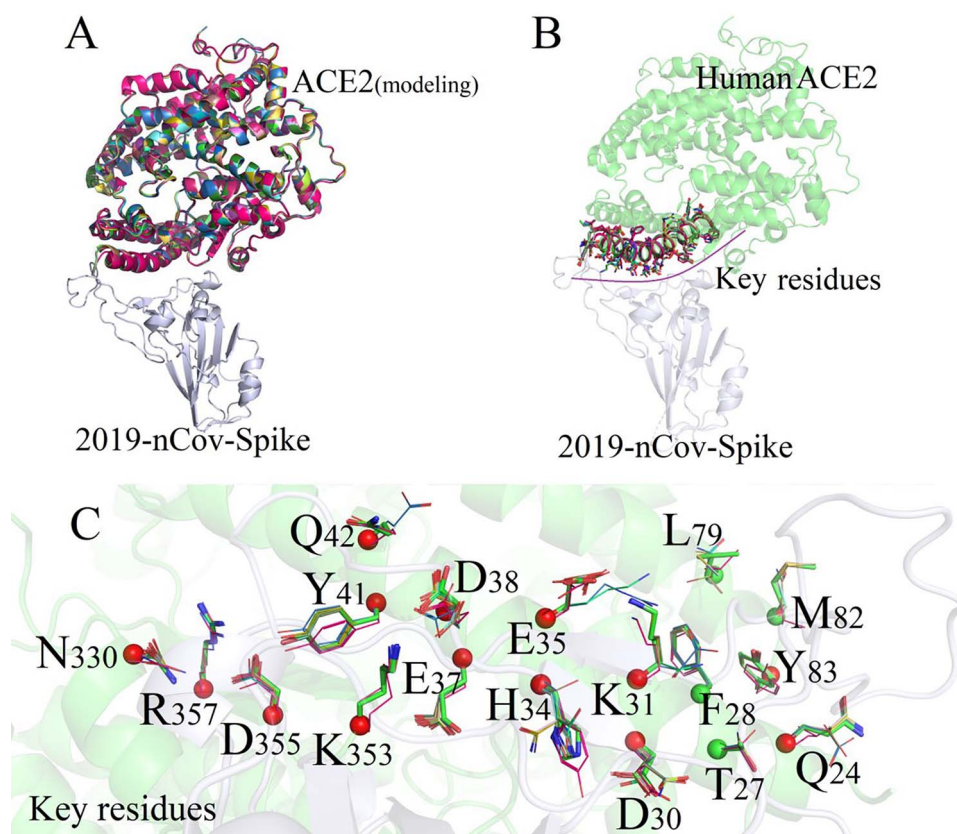 A
ACE2(modeling)
2019-nCov-Spike
B
Human ACE2
Key residues
2019-nCov-Spike
C
Q42
L79
Y41
D38
E35
M82
N330
R357
D355
K353
E37
H34
K31
F28
Y83
T27
Q24
D30
Key residues